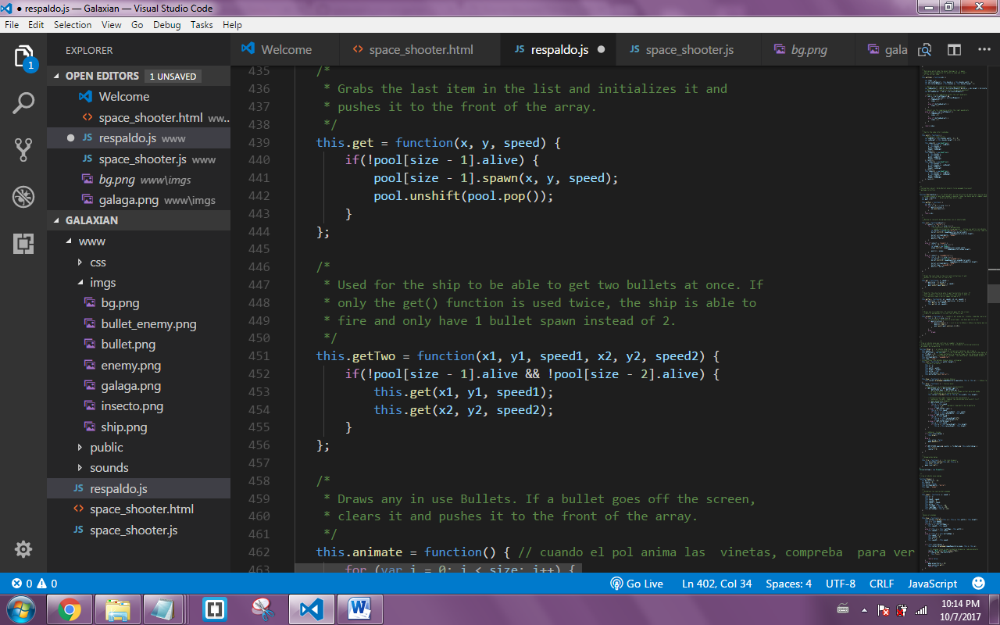 respaldo.js — Galaxian — Visual Studio Code
File Edit Selection View Go Debug Tasks Help
EXPLORER
OPEN EDITORS 1 UNSAVED
Welcome
space_shooter.html ww...
respaldo.js www
space_shooter.js www
bg.png www\imgs
galaga.png www\imgs
GALAXIAN
www
css
imgs
bg.png
bullet_enemy.png
bullet.png
enemy.png
galaga.png
insecto.png
ship.png
public
sounds
respaldo.js
space_shooter.html
space_shooter.js
1
Welcome space_shooter.html respaldo.js space_shooter.js bg.png gala
435 /*
436 * Grabs the last item in the list and initializes it and
437 * pushes it to the front of the array.
438 */
439 this.get = function(x, y, speed) {
440 if(!pool[size - 1].alive) {
441 pool[size - 1].spawn(x, y, speed);
442 pool.unshift(pool.pop());
443 }
444 };
445
446 /*
447 * Used for the ship to be able to get two bullets at once. If
448 * only the get() function is used twice, the ship is able to
449 * fire and only have 1 bullet spawn instead of 2.
450 */
451 this.getTwo = function(x1, y1, speed1, x2, y2, speed2) {
452 if(!pool[size - 1].alive && !pool[size - 2].alive) {
453 this.get(x1, y1, speed1);
454 this.get(x2, y2, speed2);
455 }
456 };
457
458 /*
459 * Draws any in use Bullets. If a bullet goes off the screen,
460 * clears it and pushes it to the front of the array.
461 */
462 this.animate = function() { // cuando el pol anima las  vinetas, compreba  para ver
463 for (var i = 0; i < size; i++) {
0 0 Go Live Ln 402, Col 34 Spaces: 4 UTF-8 CRLF JavaScript
10:14 PM
10/7/2017